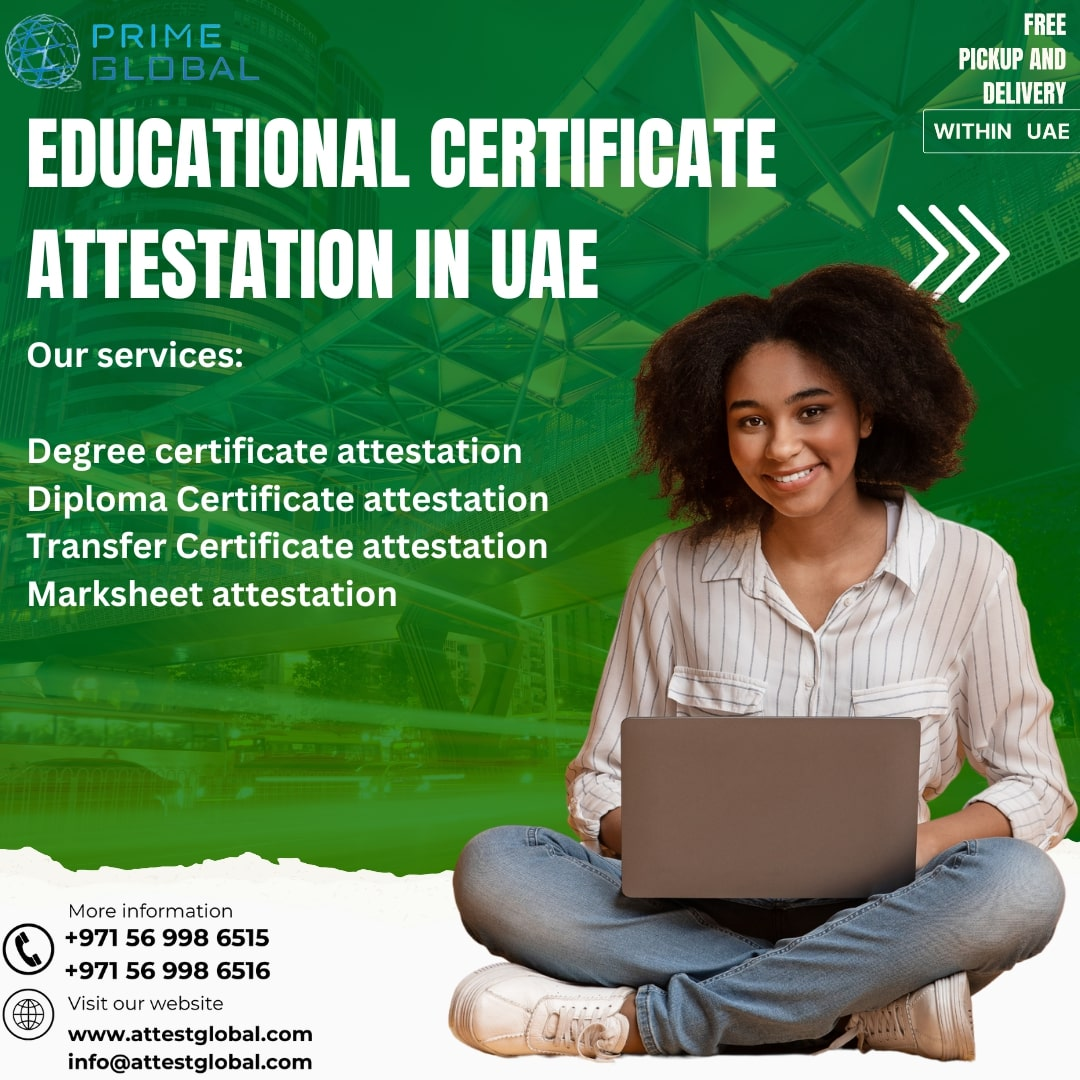 PRIME
GLOBAL
FREE
PICKUP AND
DELIVERY
WITHIN UAE
EDUCATIONAL CERTIFICATE
ATTESTATION IN UAE
Our services:
Degree certificate attestation
Diploma Certificate attestation
Transfer Certificate attestation
Marksheet attestation
More information
+971 56 998 6515
+971 56 998 6516
Visit our website
www.attestglobal.com
info@attestglobal.com